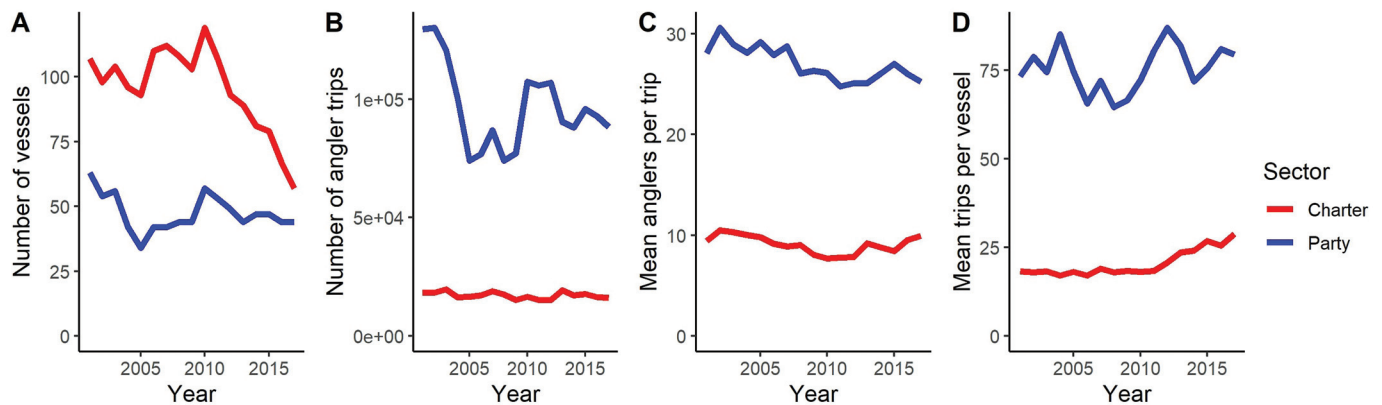 A
Number of vessels
100
75
50
25
0
2005 2010 2015
Year
B
Number of angler trips
1e+05
5e+04
0e+00
2005 2010 2015
Year
C
Mean anglers per trip
30
20
10
0
2005 2010 2015
Year
D
Mean trips per vessel
75
50
25
0
2005 2010 2015
Year
Sector
Charter
Party